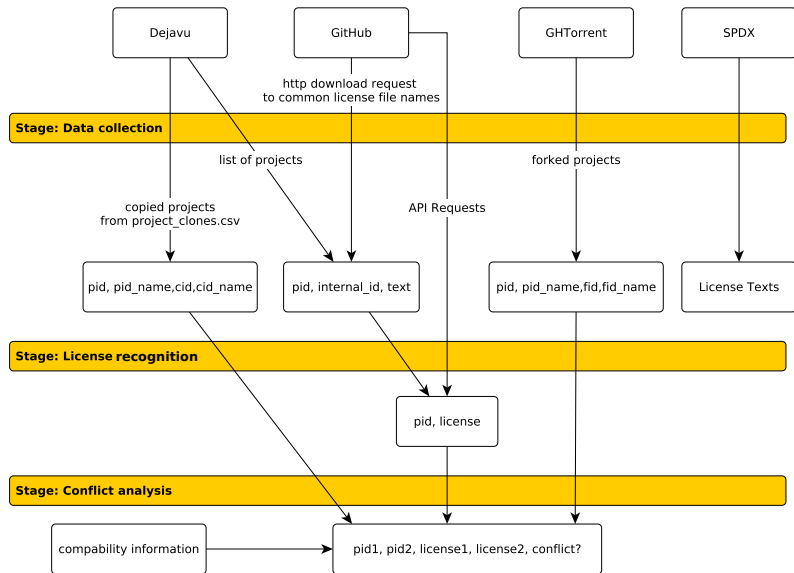 Dejavu
GitHub
GHTorrent
SPDX
http download request
to common license file names
Stage: Data collection
list of projects
forked projects
copied projects
from project_clones.csv
API Requests
pid, pid_name,cid,cid_name
pid, internal_id, text
pid, pid_name,fid,fid_name
License Texts
Stage: License recognition
pid, license
Stage: Conflict analysis
compability information
pid1, pid2, license1, license2, conflict?